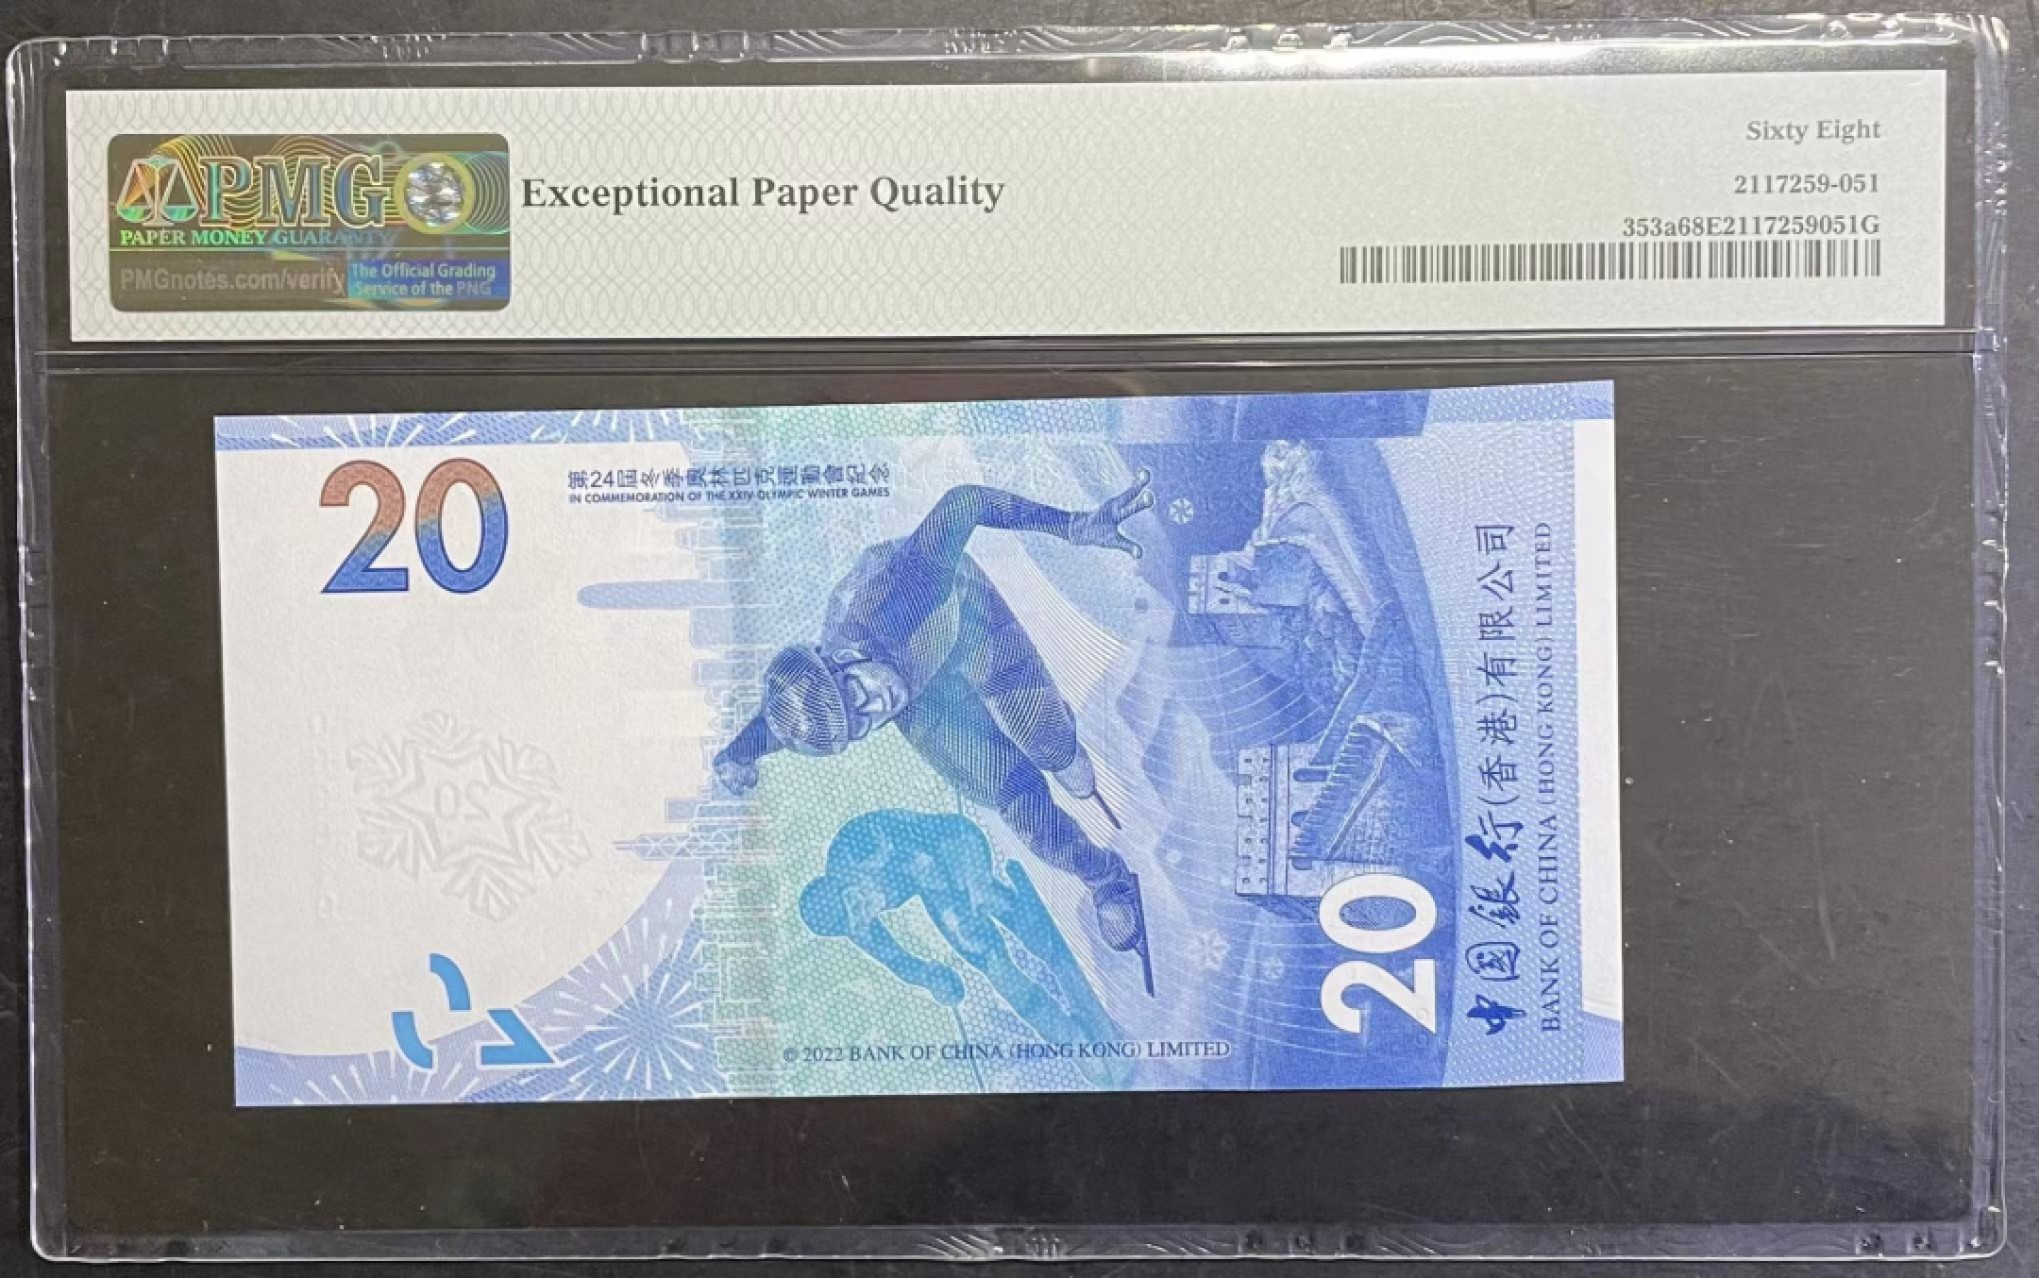 PMG
PAPER MONEY GUARANTY
PMGnotes.com/verify
The Official Grading
Service of the PNG
Exceptional Paper Quality
Sixty Eight
2117259-051
353a68E2117259051G
20
第24届冬季奧林匹克運動會紀念
IN COMMEMORATION OF THE XXIV OLYMPIC WINTER GAMES
20
© 2022 BANK OF CHINA (HONG KONG) LIMITED
20
中國銀行(香港)有限公司
BANK OF CHINA (HONG KONG) LIMITED